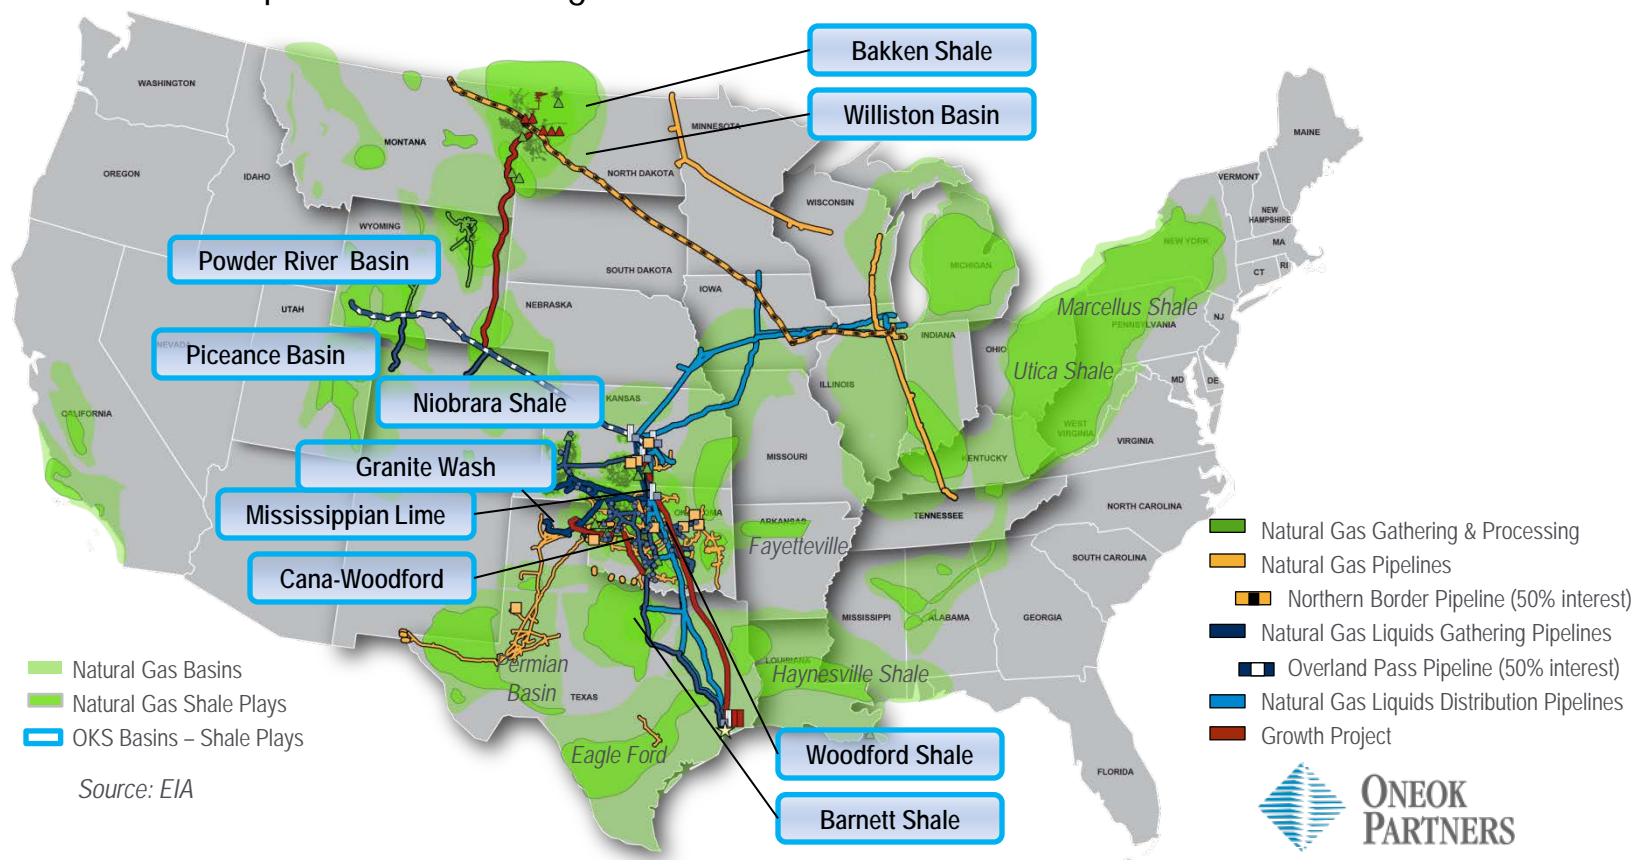 Bakken Shale
Williston Basin
WASHINGTON
MONTANA
MINNESOTA
MAINE
OREGON
IDAHO
NORTH DAKOTA
VERMONT
WISCONSIN
NEW
HAMPSHIRE
WYOMING
NEW YORK
MA
Powder River Basin
SOUTH DAKOTA
MICHIGAN
CT
RI
IOWA
UTAH
NEBRASKA
Marcellus Shale
PENNSYLVANIA
NJ
NEVADA
Piceance Basin
INDIANA
OHIO
Utica Shale
MD
DE
ILLINOIS
Niobrara Shale
KANSAS
CALIFORNIA
WEST
VIRGINIA
VIRGINIA
Granite Wash
MISSOURI
KENTUCKY
Mississippian Lime
OKLAHOMA
ARKANSAS
TENNESSEE
NORTH CAROLINA
Fayetteville
SOUTH CAROLINA
Cana-Woodford
MISSISSIPPI
ALABAMA
GEORGIA
Natural Gas Gathering & Processing
Natural Gas Pipelines
Northern Border Pipeline (50% interest)
Natural Gas Liquids Gathering Pipelines
Overland Pass Pipeline (50% interest)
Natural Gas Liquids Distribution Pipelines
Growth Project
Natural Gas Basins
Natural Gas Shale Plays
OKS Basins – Shale Plays
Source: EIA
Permian
Basin
TEXAS
LOUISIANA
Haynesville Shale
Eagle Ford
Woodford Shale
Barnett Shale
FLORIDA
ONEOK
PARTNERS